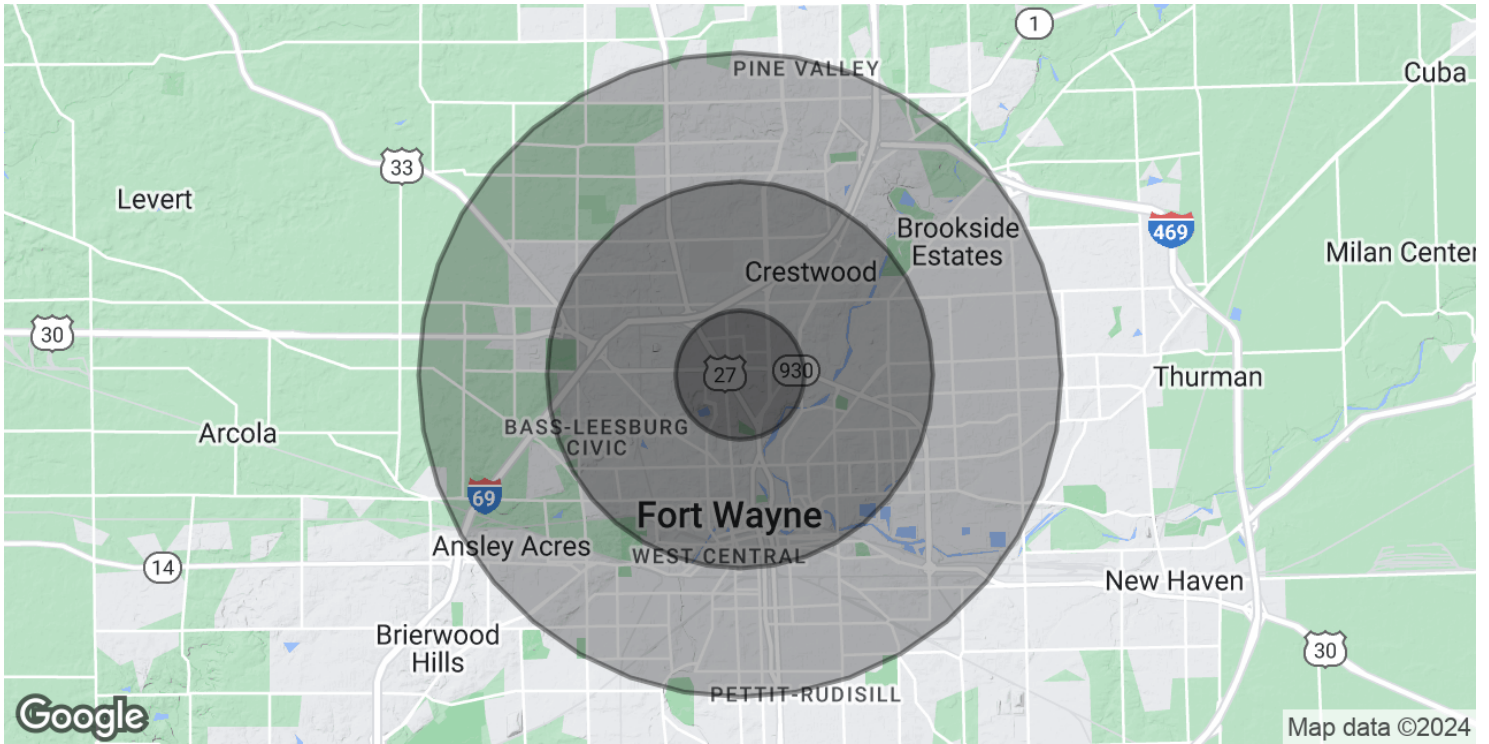 1
PINE VALLEY
Cuba
33
Levert
469
Brookside
Estates
Milan Center
Crestwood
30
27
930
Thurman
BASS-LEESBURG
CIVIC
Arcola
69
Fort Wayne
Ansley Acres
WEST CENTRAL
14
New Haven
Brierwood
Hills
30
PETTIT-RUDISILL
Google
Map data ©2024